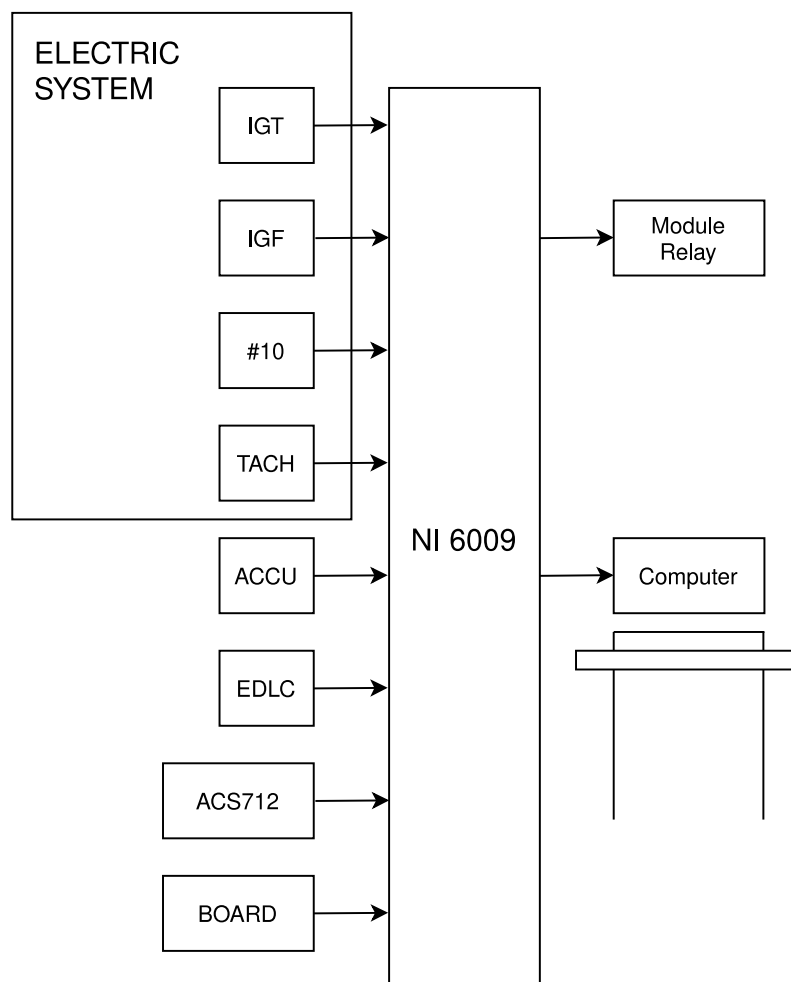 ELECTRIC
SYSTEM
IGT
IGF
#10
TACH
ACCU
EDLC
ACS712
BOARD
NI 6009
Module
Relay
Computer